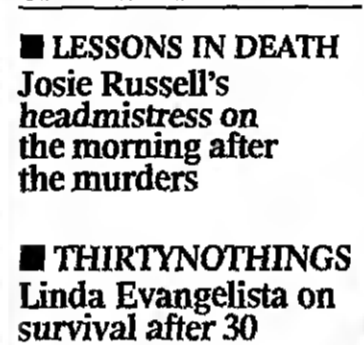 ■ LESSONS IN DEATH
Josie Russell's
headmistress on
the morning after
the murders
■ THIRTYNOTHINGS
Linda Evangelista on
survival after 30